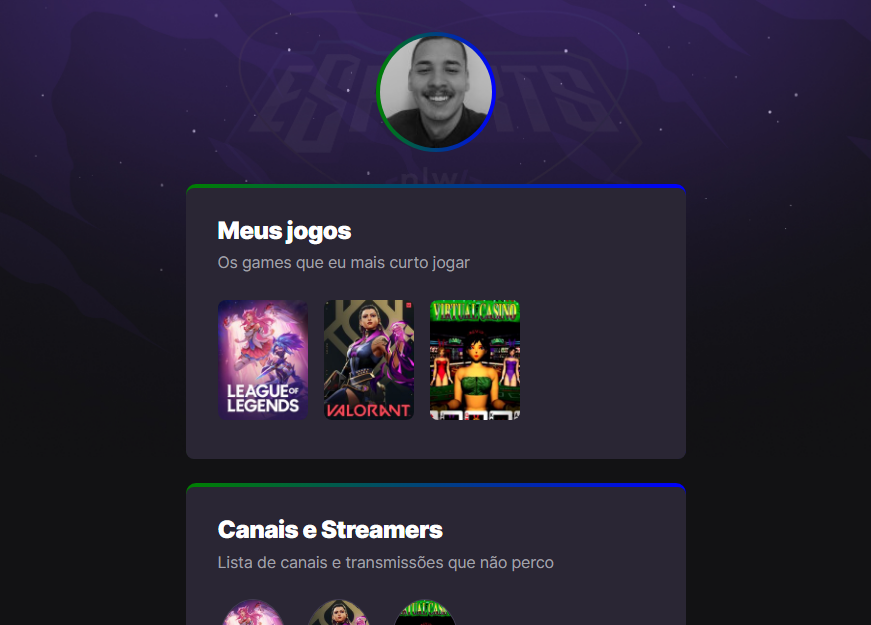 ESPORTS
nlw/
Meus jogos
Os games que eu mais curto jogar
LEAGUE OF
LEGENDS
VALORANT
VIRTUAL CASINO
Canais e Streamers
Lista de canais e transmissões que não perco